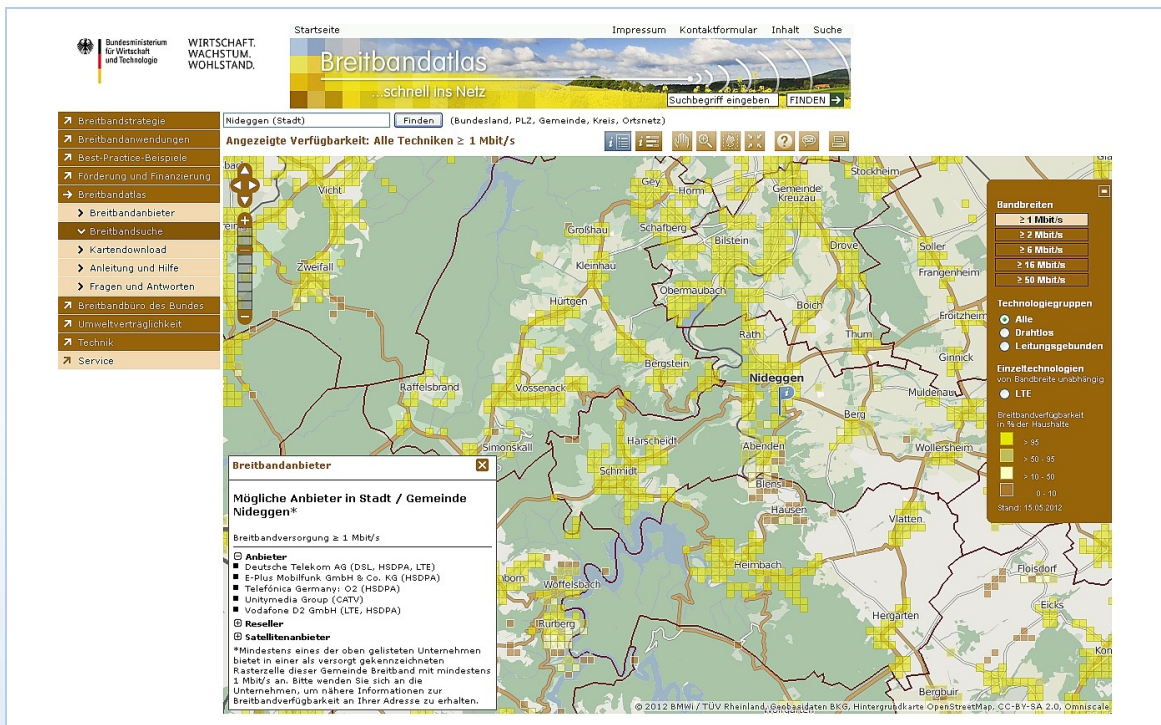 Bundesministerium
für Wirtschaft
und Technologie
WIRTSCHAFT.
WACHSTUM.
WOHLSTAND.
Startseite
Impressum Kontaktformular Inhalt Suche
Breitbandatlas
...schnell ins Netz
Suchbegriff eingeben FINDEN
Breitbandstrategie
Breitbandanwendungen
Best-Practice-Beispiele
Förderung und Finanzierung
Breitbandatlas
Breitbandanbieter
Breitbandsuche
Kartendownload
Anleitung und Hilfe
Fragen und Antworten
Breitbandbüro des Bundes
Umweltverträglichkeit
Technik
Service
Nideggen (Stadt) Finden (Bundesland, PLZ, Gemeinde, Kreis, Ortsnetz)
Angezeigte Verfügbarkeit: Alle Techniken ≥ 1 Mbit/s
Vicht
Gey
Horm
Gemeinde
Kreuzau
Stockheim
Großhau
Schafberg
Bilstein
Drove
Soller
Zweifall
Kleinhau
Frangenheim
Hürtgen
Obermaubach
Boich
Froitzheim
Rath
Thum
Ginnick
Bergstein
Nideggen
Raffelsbrand
Vossenack
Muldenau
Berg
Simonskall
Harscheidt
Abenden
Wollersheim
Schmidt
Blens
Hausen
Vlatten
Heimbach
Floisdorf
Woffelsbach
Eicks
Rurberg
Hergarten
Bergbuir
Bandbreiten
≥ 1 Mbit/s
≥ 2 Mbit/s
≥ 6 Mbit/s
≥ 16 Mbit/s
≥ 50 Mbit/s
Technologiegruppen
Alle
Drahtlos
Leitungsgebunden
Einzeltechnologien
von Bandbreite unabhängig
LTE
Breitbandverfügbarkeit
in % der Haushalte
> 95
> 50 - 95
> 10 - 50
0 - 10
Stand: 15.05.2012
Breitbandanbieter
Mögliche Anbieter in Stadt / Gemeinde
Nideggen*
Breitbandversorgung ≥ 1 Mbit/s
Anbieter
Deutsche Telekom AG (DSL, HSDPA, LTE)
E-Plus Mobilfunk GmbH & Co. KG (HSDPA)
Telefónica Germany: O2 (HSDPA)
Unitymedia Group (CATV)
Vodafone D2 GmbH (LTE, HSDPA)
Reseller
Satellitenanbieter
*Mindestens eines der oben gelisteten Unternehmen
bietet in einer als versorgt gekennzeichneten
Rasterzelle dieser Gemeinde Breitband mit mindestens
1 Mbit/s an. Bitte wenden Sie sich an die
Unternehmen, um nähere Informationen zur
Breitbandverfügbarkeit an Ihrer Adresse zu erhalten.
© 2012 BMWi / TÜV Rheinland, Geobasidaten BKG, Hintergrundkarte OpenStreetMap, CC-BY-SA 2.0, Omniscale